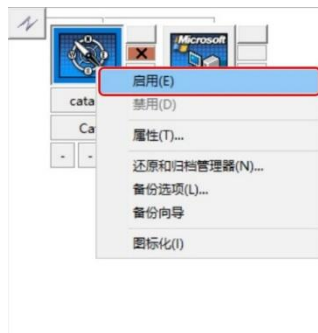 Microsoft
启用(E)
cata
禁用(D)
Ca
属性(T)...
- -
还原和归档管理器(N)...
备份选项(L)...
备份向导
图标化(I)